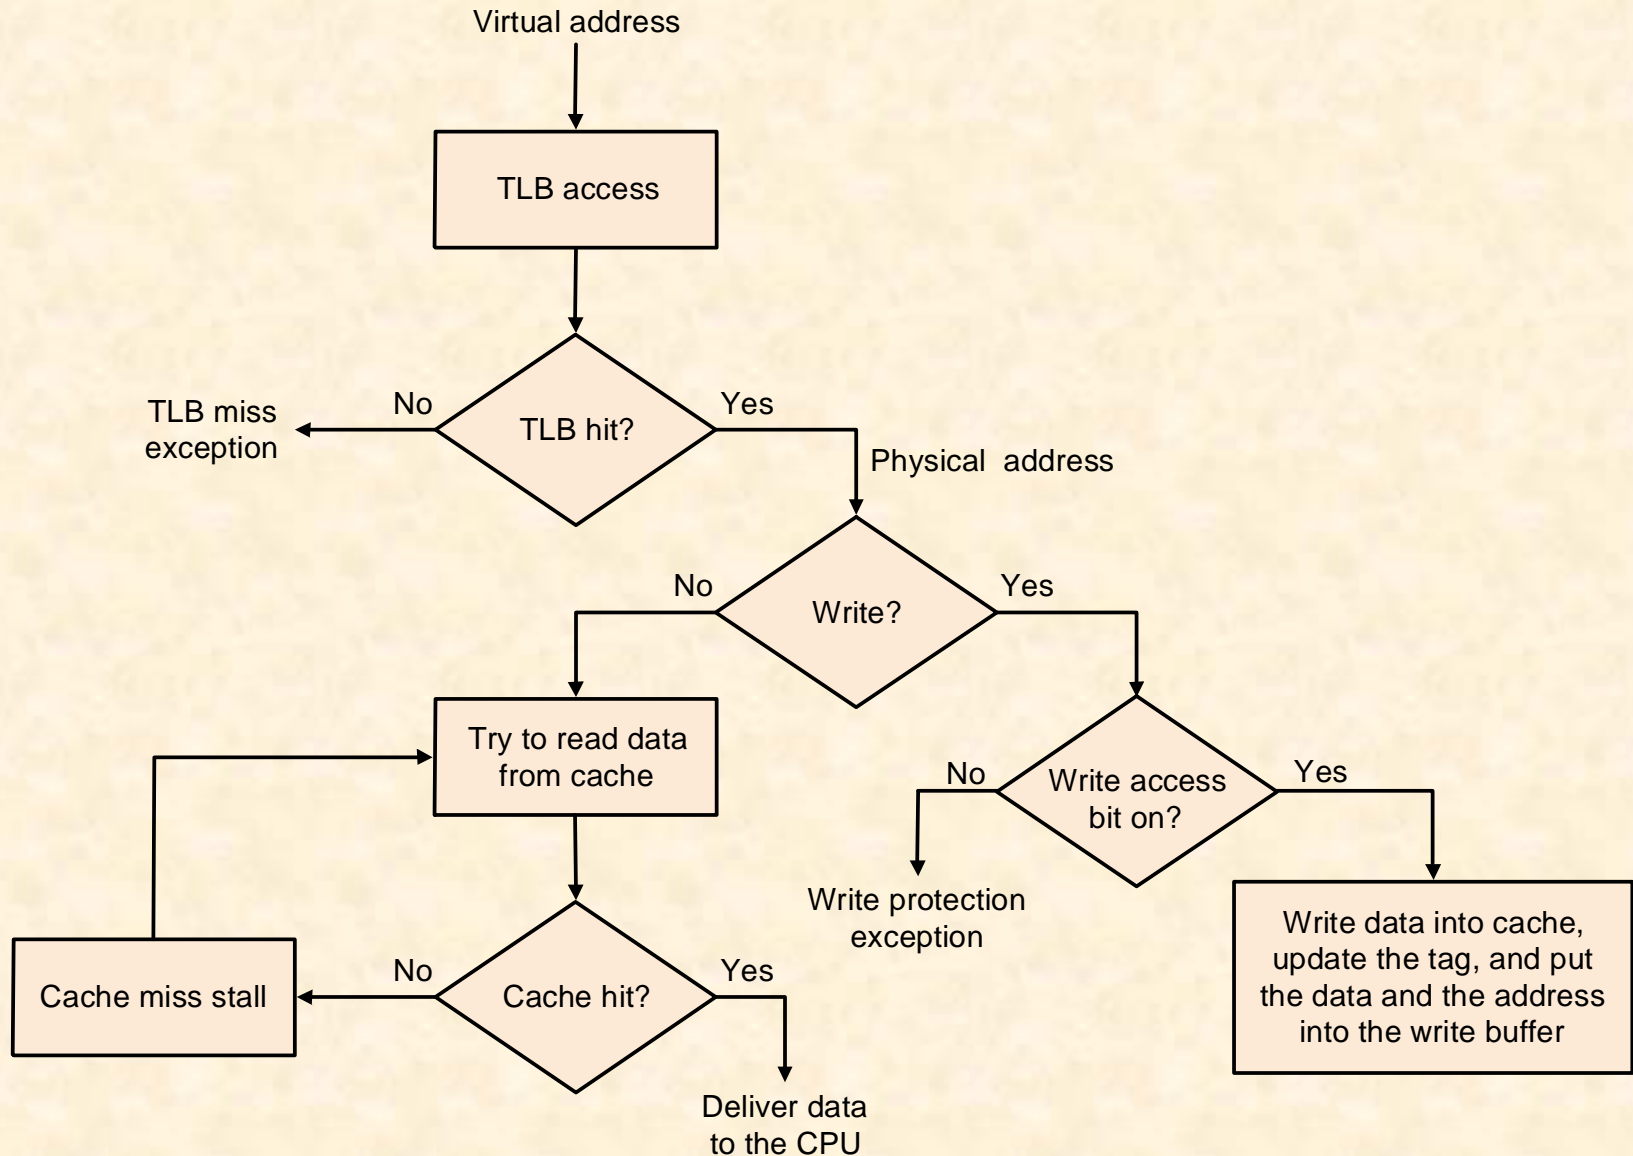 Virtual address
TLB access
TLB hit?
No
Yes
TLB miss
exception
Physical address
Write?
No
Yes
Try to read data
from cache
Write access
bit on?
No
Yes
Write protection
exception
Write data into cache,
update the tag, and put
the data and the address
into the write buffer
Cache hit?
No
Yes
Cache miss stall
Deliver data
to the CPU